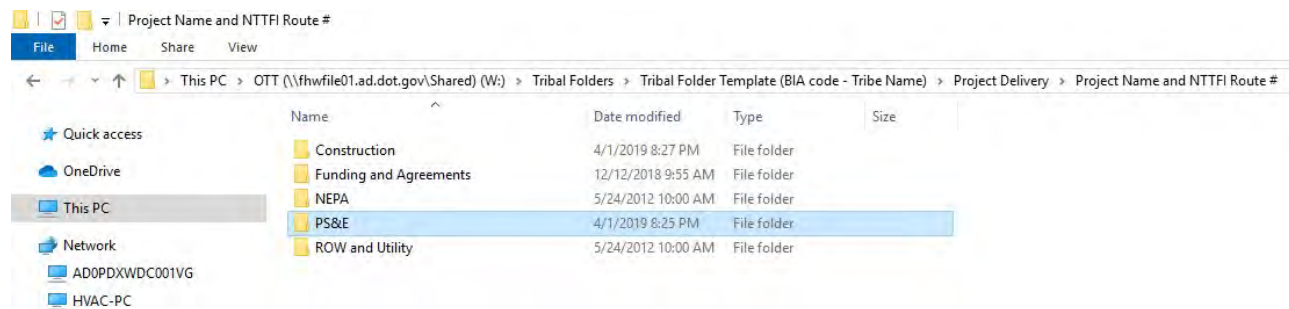 Project Name and NTTFI Route #
File Home Share View
This PC > OTT (\\fhwfile01.ad.dot.gov\Shared) (W:) > Tribal Folders > Tribal Folder Template (BIA code - Tribe Name) > Project Delivery > Project Name and NTTFI Route #
Name Date modified Type Size
Quick access
Construction 4/1/2019 8:27 PM File folder
OneDrive
Funding and Agreements 12/12/2018 9:55 AM File folder
NEPA 5/24/2012 10:00 AM File folder
This PC
PS&E 4/1/2019 8:25 PM File folder
Network
ROW and Utility 5/24/2012 10:00 AM File folder
AD0PDXWDC001VG
HVAC-PC